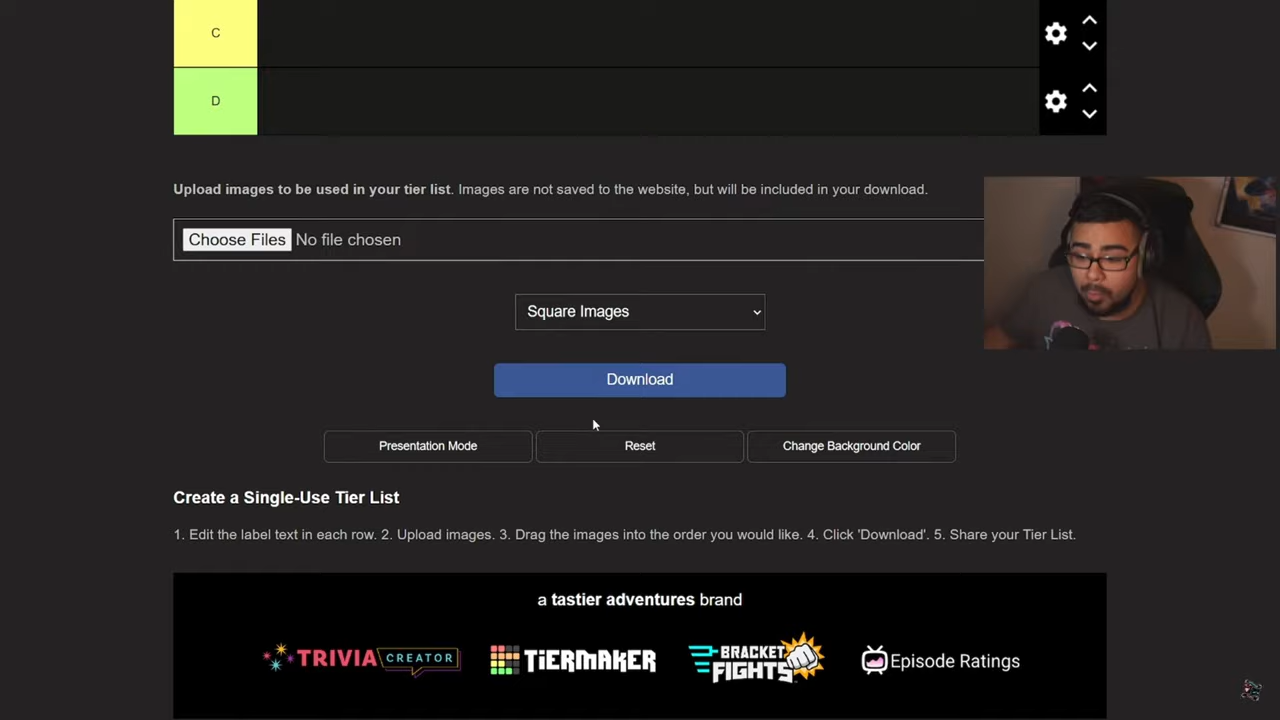 C
D
Upload images to be used in your tier list. Images are not saved to the website, but will be included in your download.
Choose Files No file chosen
Square Images
Download
Presentation Mode
Reset
Change Background Color
Create a Single-Use Tier List
1. Edit the label text in each row. 2. Upload images. 3. Drag the images into the order you would like. 4. Click 'Download'. 5. Share your Tier List.
a tastier adventures brand
TRIVIA CREATOR
TiERMAKER
BRACKET FIGHTS
Episode Ratings